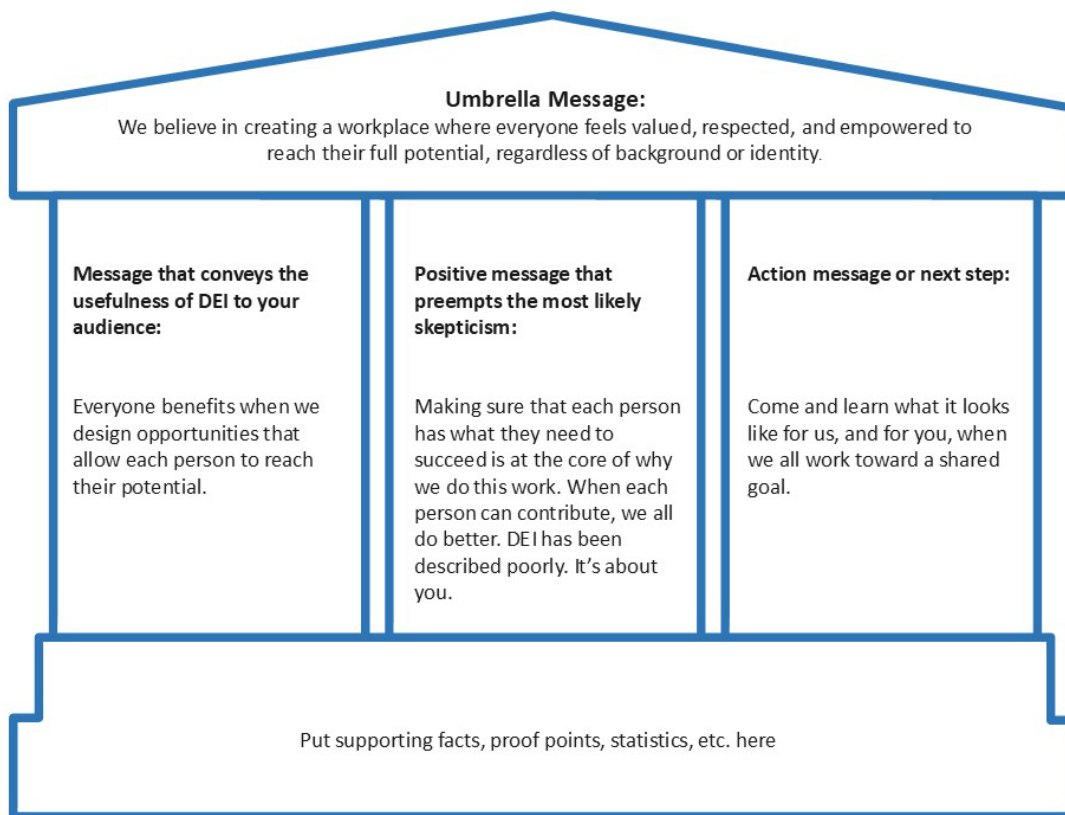 Umbrella Message:
We believe in creating a workplace where everyone feels valued, respected, and empowered to
reach their full potential, regardless of background or identity.
Message that conveys the
usefulness of DEI to your
audience:
Everyone benefits when we
design opportunities that
allow each person to reach
their potential.
Positive message that
preempts the most likely
skepticism:
Making sure that each person
has what they need to
succeed is at the core of why
we do this work. When each
person can contribute, we all
do better. DEI has been
described poorly. It’s about
you.
Action message or next step:
Come and learn what it looks
like for us, and for you, when
we all work toward a shared
goal.
Put supporting facts, proof points, statistics, etc. here